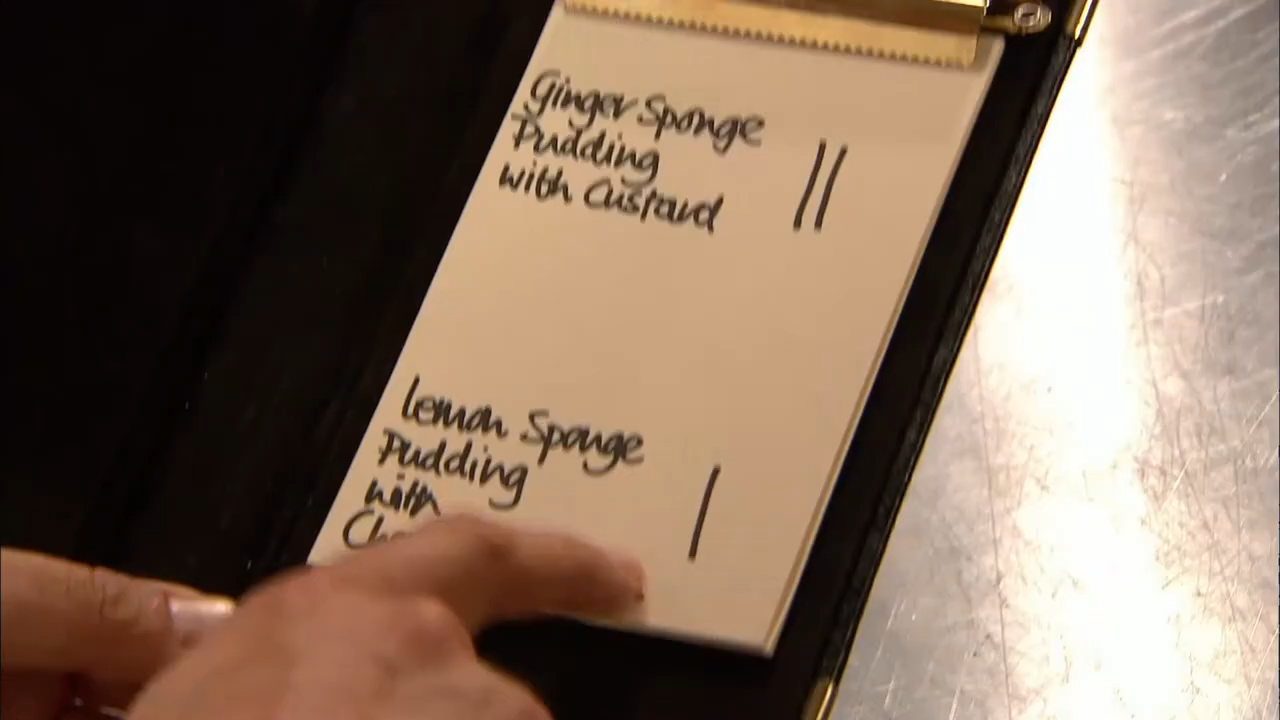 Ginger Sponge
Pudding
with Custard
||
Lemon Sponge
Pudding
with
|